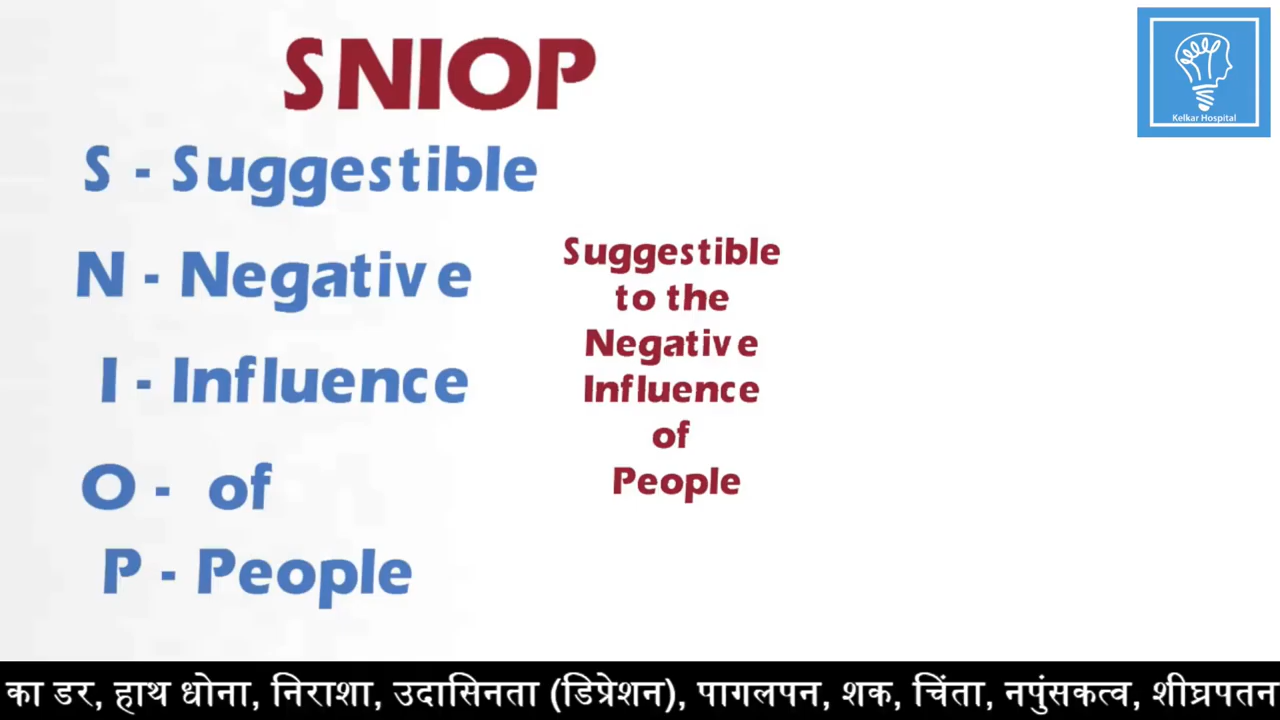 SNIOP
Kelkar Hospital
S - Suggestible
N - Negative
I - Influence
O - of
P - People
Suggestible
to the
Negative
Influence
of
People
का डर, हाथ धोना, निराशा, उदासिनता (डिप्रेशन), पागलपन, शक, चिंता, नपुंसकत्व, शीघ्रपतन